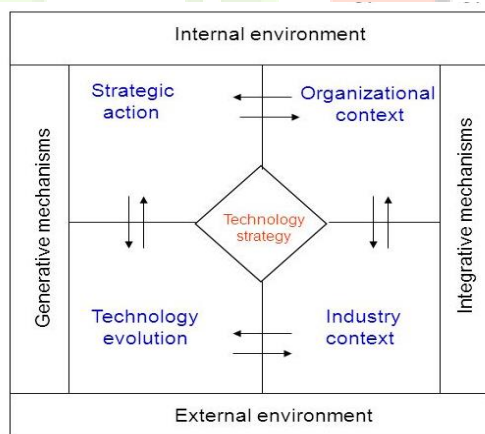 Internal environment
Strategic
action
Organizational
context
Generative mechanisms
Technology
strategy
Integrative mechanisms
Technology
evolution
Industry
context
External environment